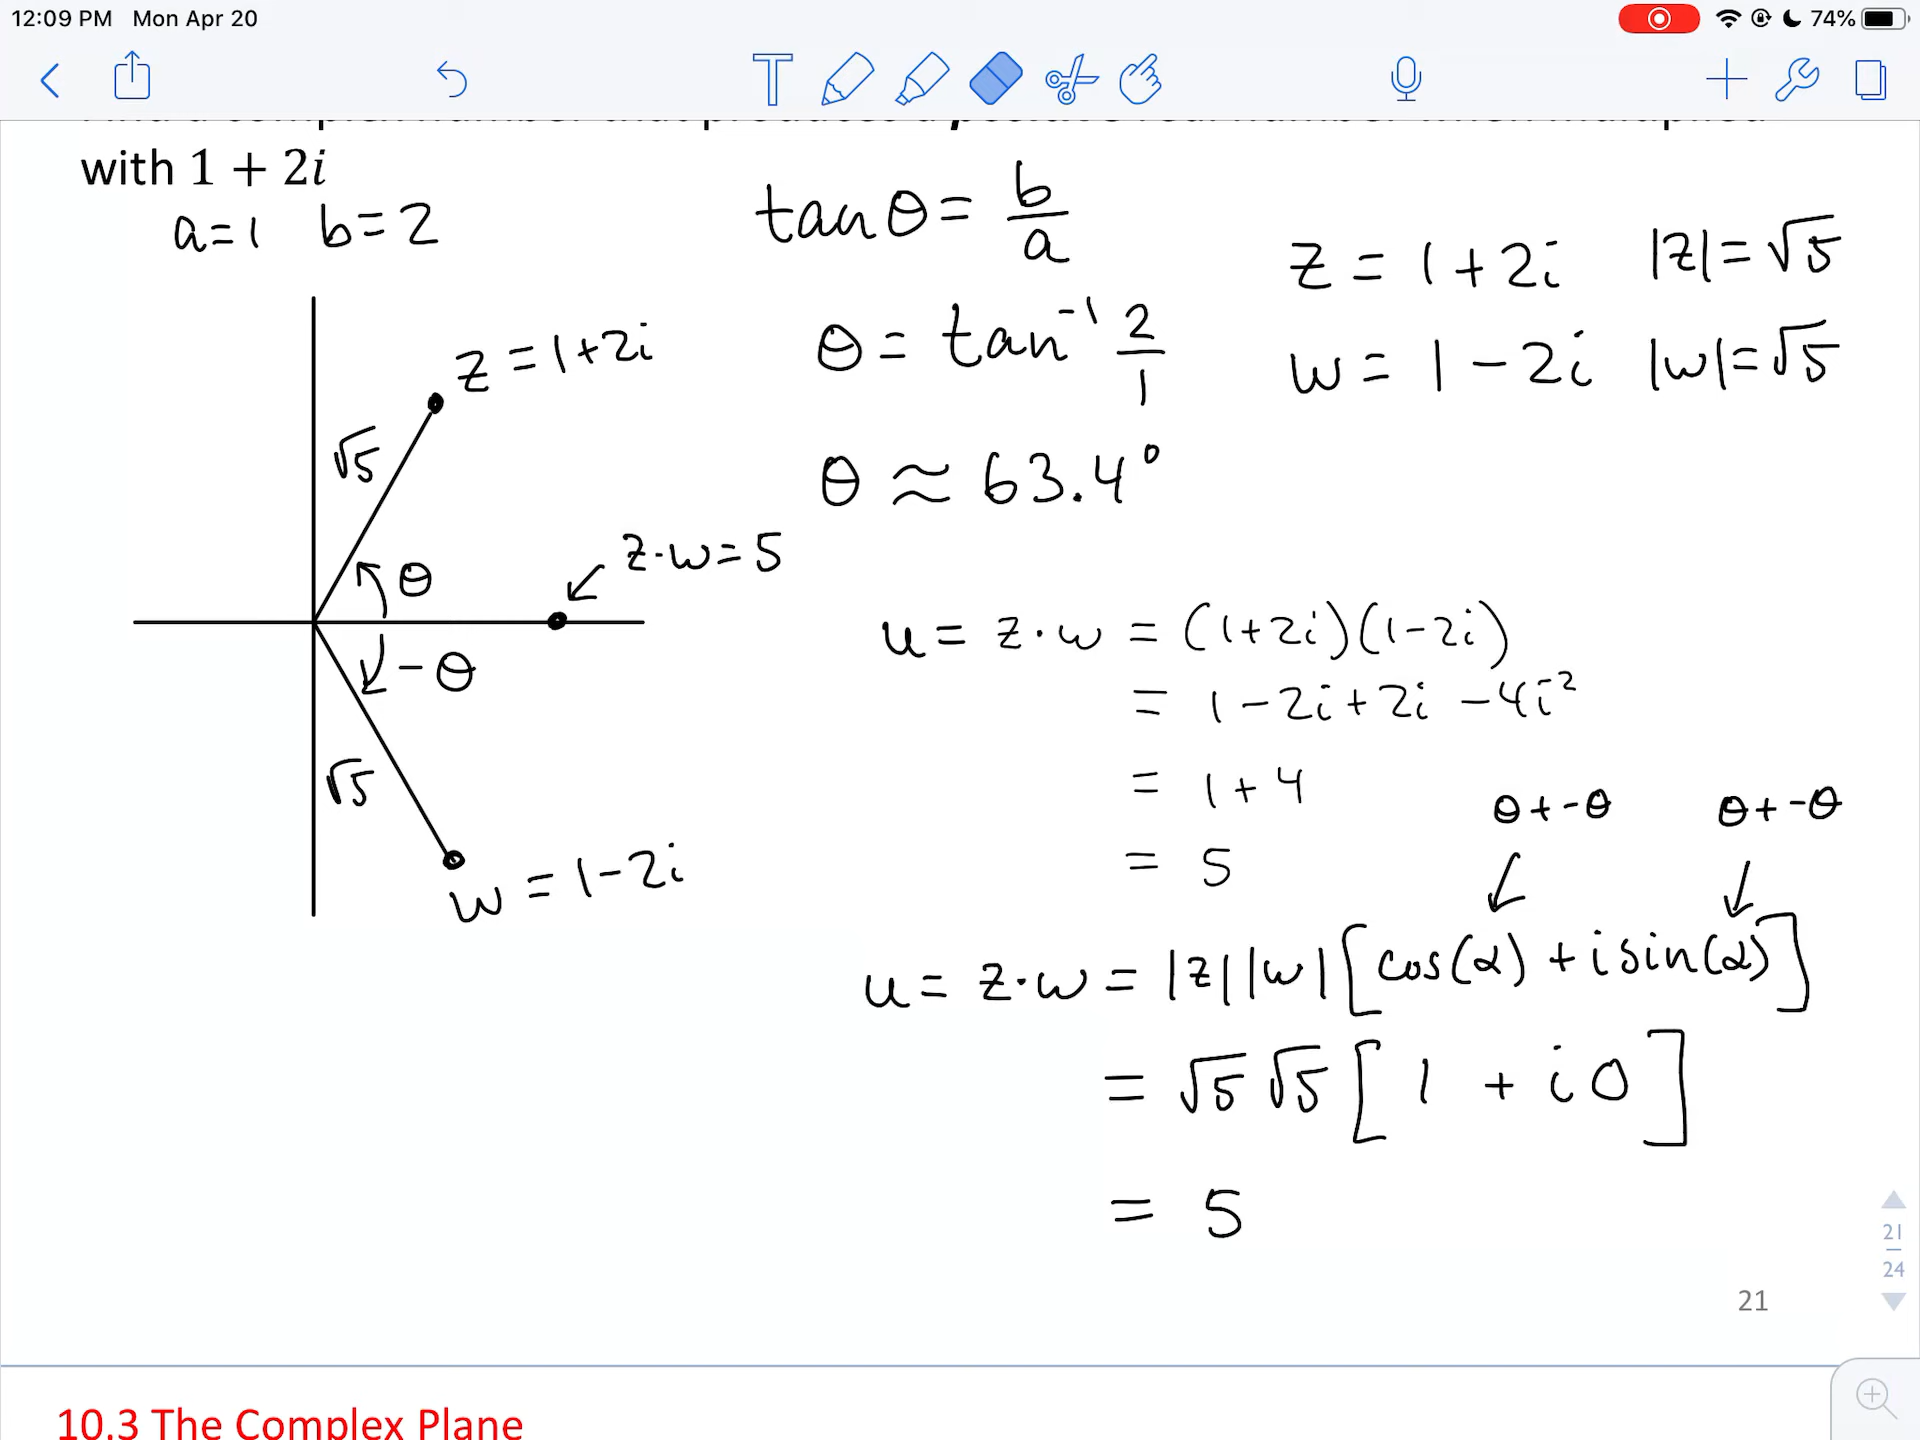 12:09 PM Mon Apr 20
74%
with 1 + 2i
a=1 b=2
tanθ = b/a
θ = tan⁻¹ 2/1
θ ≈ 63.4°
z = 1+2i |z|=√5
w = 1-2i |w|=√5
z = 1+2i
√5
θ
z·w=5
-θ
√5
w = 1-2i
u = z·w = (1+2i)(1-2i)
= 1-2i+2i-4i²
= 1+4
= 5
θ+-θ θ+-θ
u = z·w = |z||w|[cos(α)+isin(α)]
= √5 √5 [1 + i0]
= 5
21
24
21
10.3 The Complex Plane